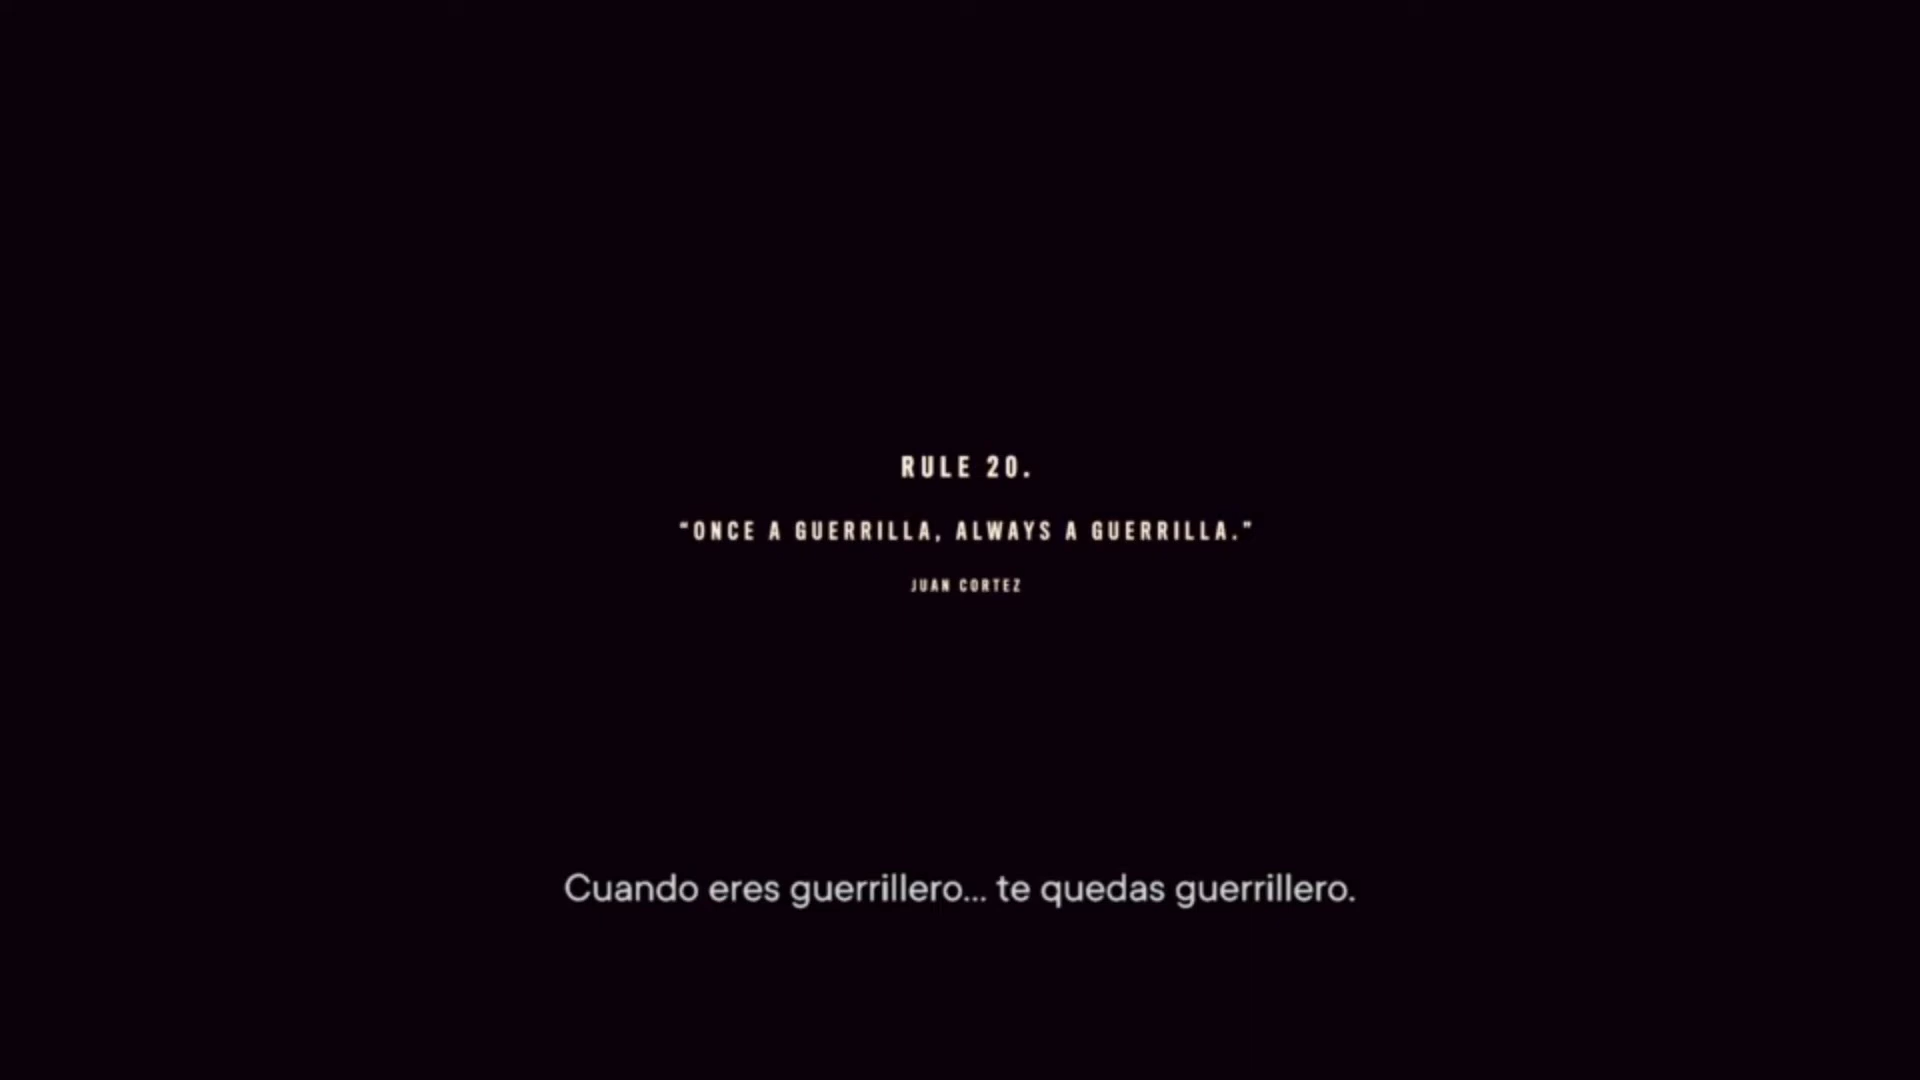 RULE 20.
“ONCE A GUERRILLA, ALWAYS A GUERRILLA.”
JUAN CORTEZ
Cuando eres guerrillero... te quedas guerrillero.